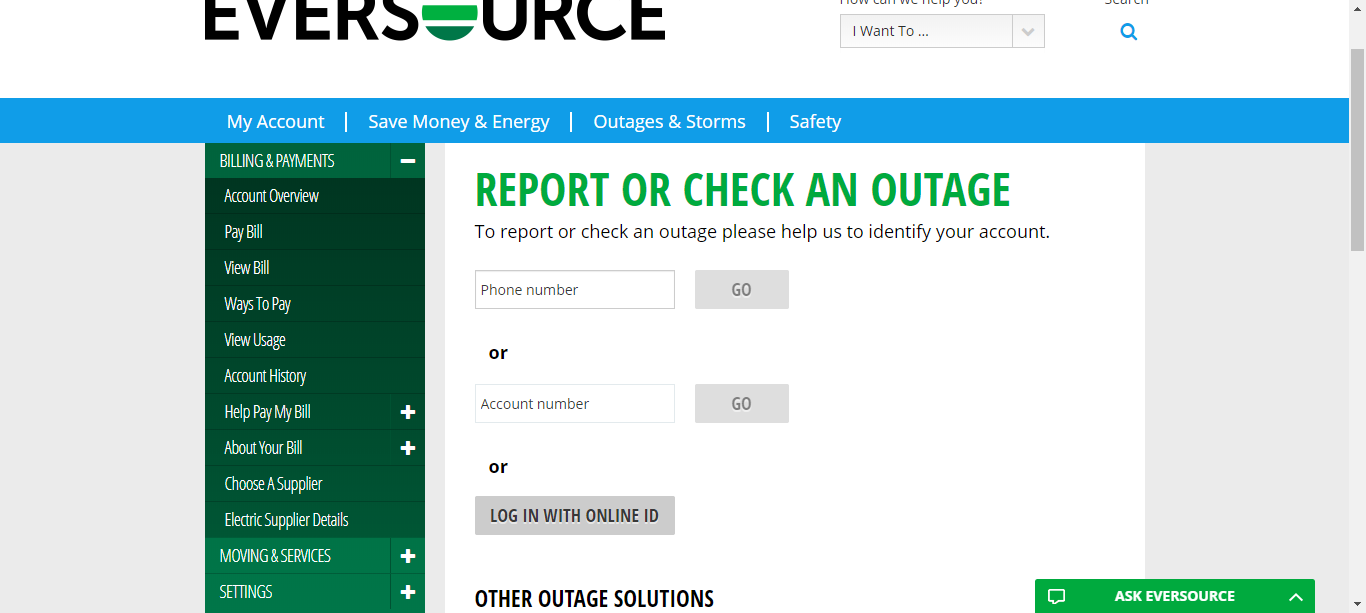 EVERSOURCE
How can we help you?
Search
I Want To ...
My Account
Save Money & Energy
Outages & Storms
Safety
BILLING & PAYMENTS
Account Overview
Pay Bill
View Bill
Ways To Pay
View Usage
Account History
Help Pay My Bill
About Your Bill
Choose A Supplier
Electric Supplier Details
MOVING & SERVICES
SETTINGS
REPORT OR CHECK AN OUTAGE
To report or check an outage please help us to identify your account.
Phone number
GO
or
Account number
GO
or
LOG IN WITH ONLINE ID
OTHER OUTAGE SOLUTIONS
ASK EVERSOURCE